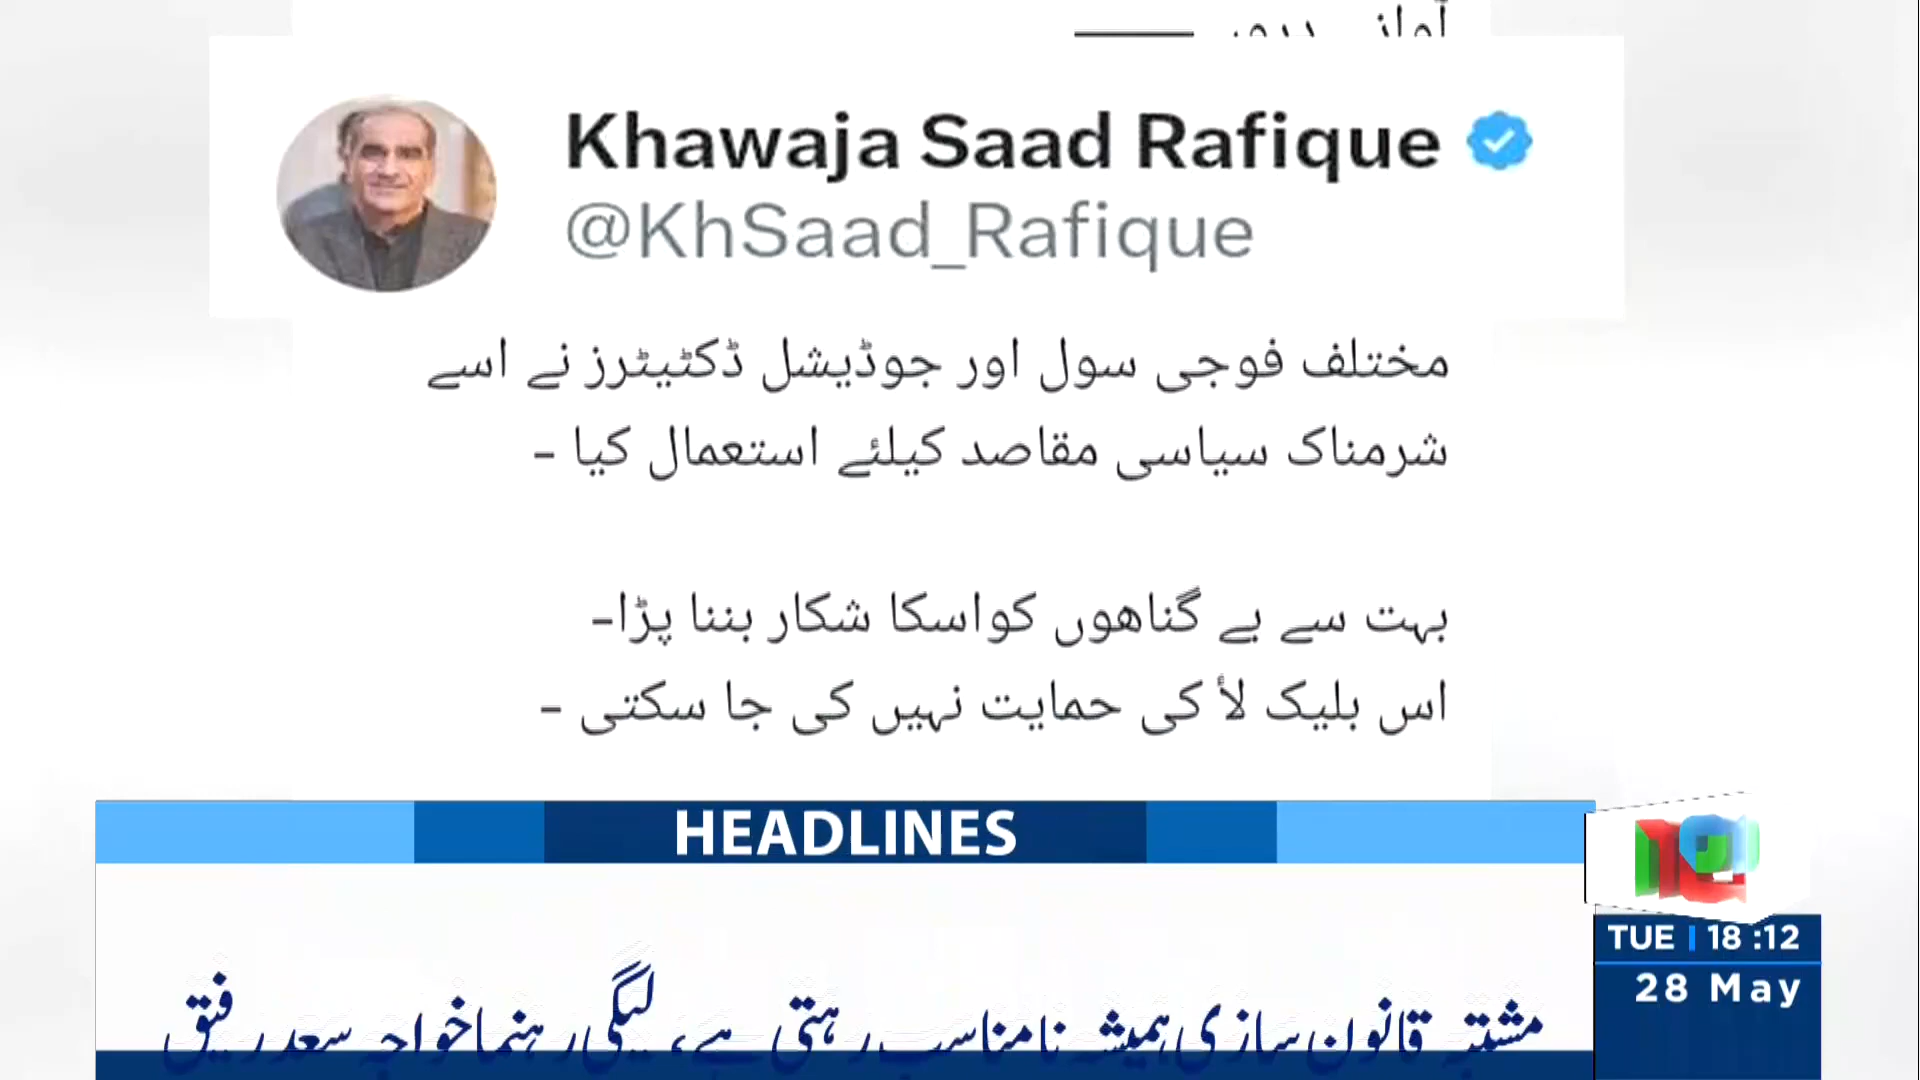 Khawaja Saad Rafique
@KhSaad_Rafique
مختلف فوجی سول اور جوڈیشل ڈکٹیٹرز نے اسے
شرمناک سیاسی مقاصد کیلئے استعمال کیا -
بہت سے بے گناھوں کواسکا شکار بننا پڑا-
اس بلیک لأ کی حمایت نہیں کی جا سکتی -
HEADLINES
مشتبہ قانون سازی ہمیشہ نامناسب رہتی ہے، لیگی رہنما خواجہ سعد رفیق
TUE 18:12
28 May